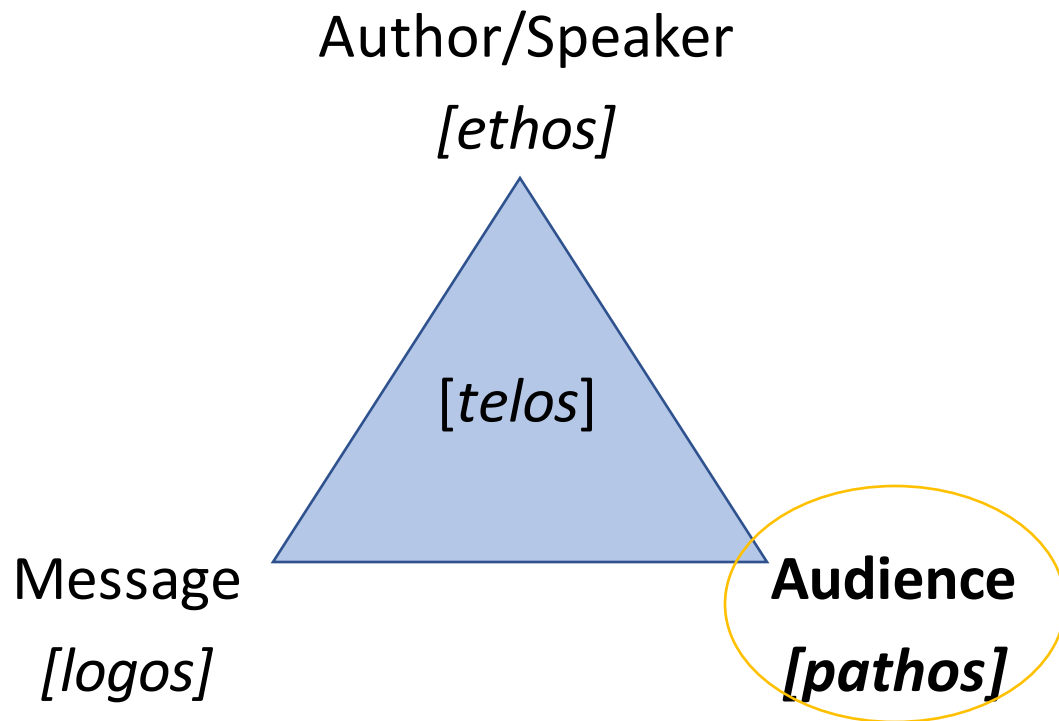 Author/Speaker
[ethos]
[telos]
Message
[logos]
Audience
[pathos]